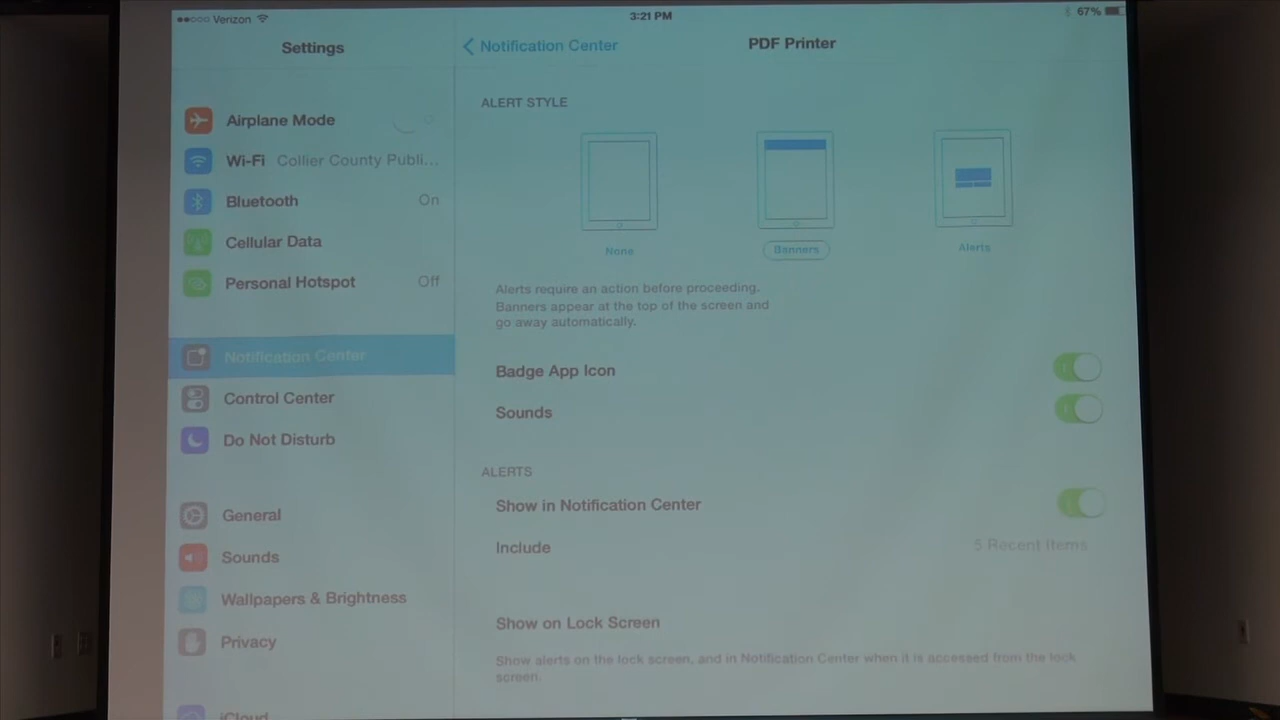 Verizon
3:21 PM
67%
Settings
Notification Center
PDF Printer
Airplane Mode
Wi-Fi Collier County Publi...
Bluetooth On
Cellular Data
Personal Hotspot Off
Notification Center
Control Center
Do Not Disturb
General
Sounds
Wallpapers & Brightness
Privacy
iCloud
ALERT STYLE
None
Banners
Alerts
Alerts require an action before proceeding.
Banners appear at the top of the screen and
go away automatically.
Badge App Icon
Sounds
ALERTS
Show in Notification Center
Include 5 Recent Items
Show on Lock Screen
Show alerts on the lock screen, and in Notification Center when it is accessed from the lock
screen.